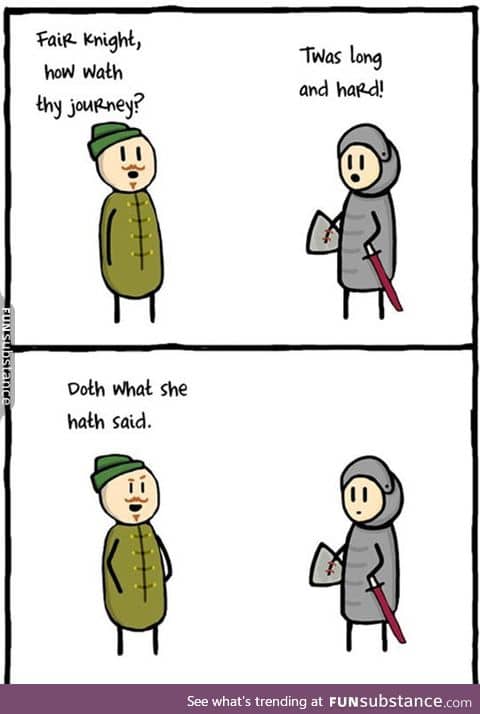 Fair Knight,
how wath
thy journey?
Twas long
and hard!
Doth what she
hath said.
FUNSubstance
See what's trending at FUNsubstance.com